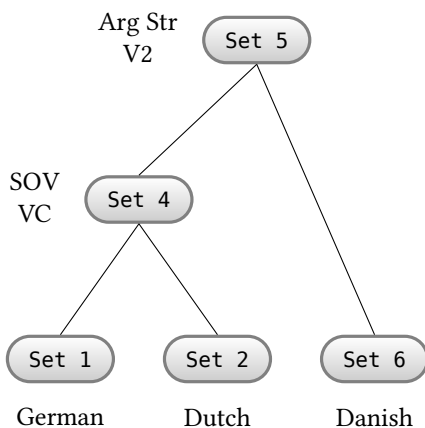 Arg Str
V2
Set 5
SOV
VC
Set 4
Set 1
Set 2
Set 6
German
Dutch
Danish